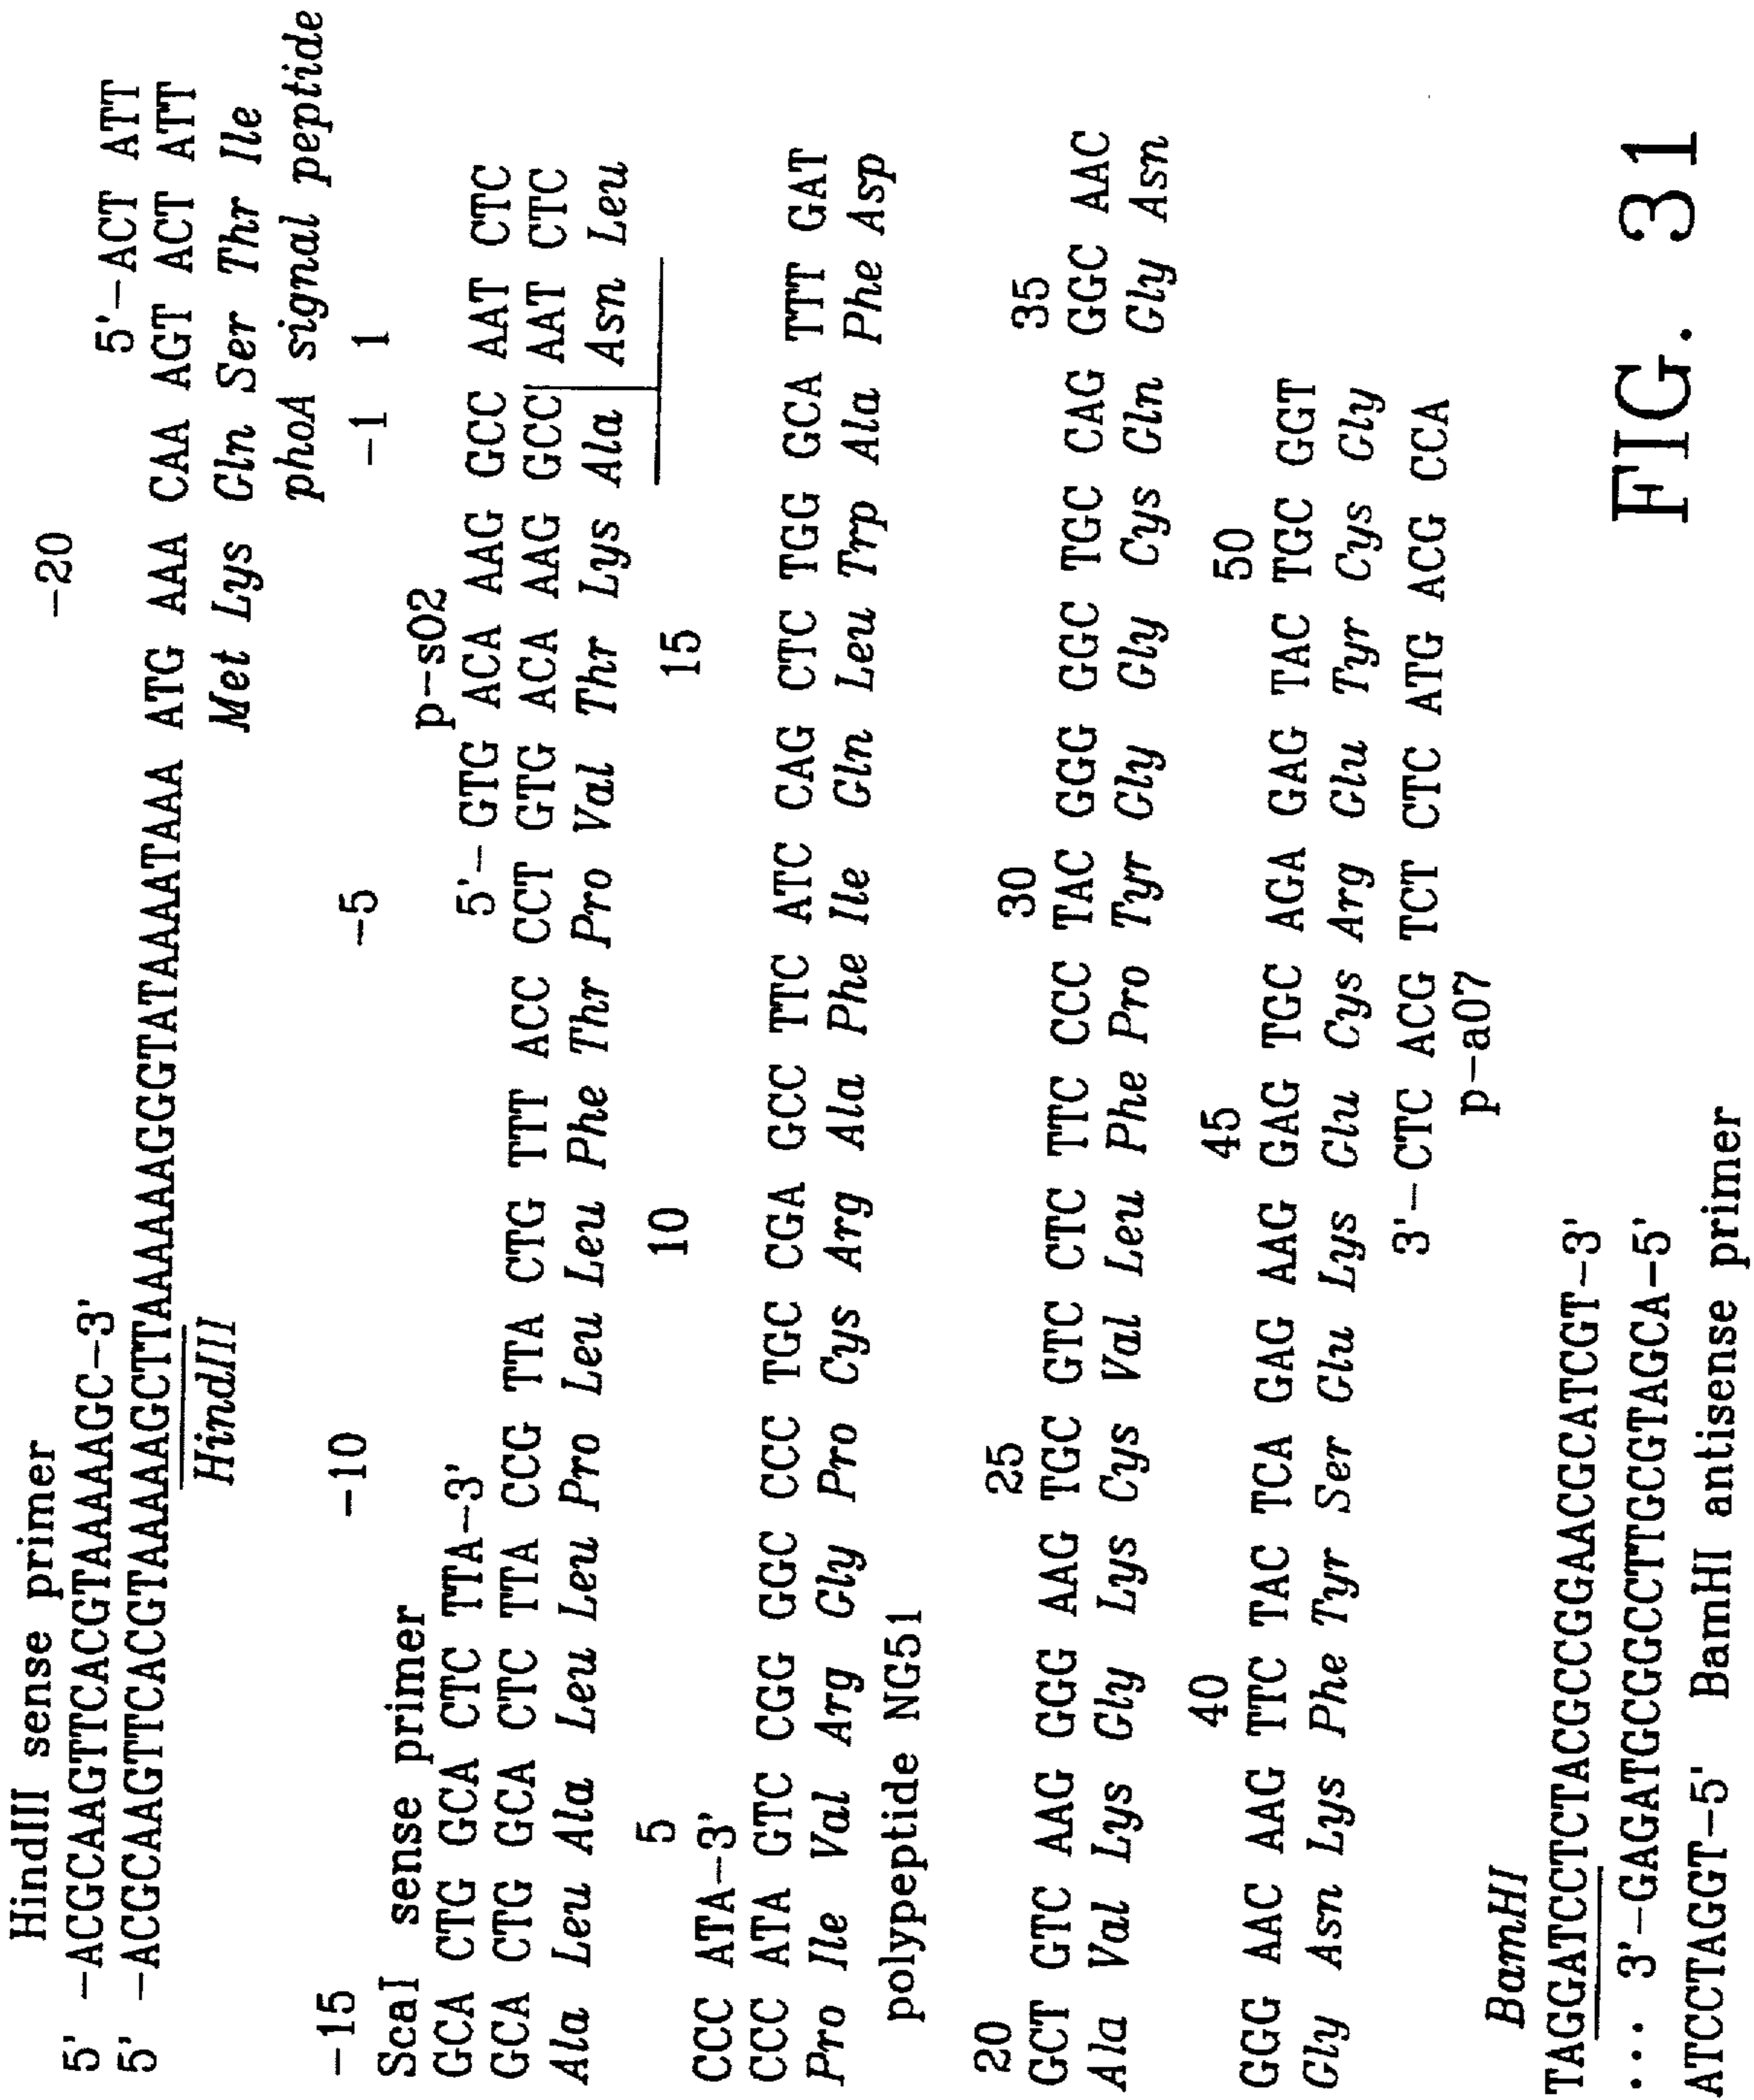 HindIII sense primer
5' -ACGCAAGTTCACGTAAAAAGC-3'
-20
5'-ACT ATT
5' -ACGCAAGTTCACGTAAAAAGCTTAAAAAAGGGTATAAAATAAA ATG AAA CAA AGT ACT ATT
HindIII
Met Lys Gln Ser Thr Ile
phoA signal peptide
-15 -10 -5 -1 1
ScaI sense primer
p-s02
GCA CTG GCA CTC TTA-3' 5'-GTG ACA AAG GCC AAT CTC
GCA CTG GCA CTC TTA CCG TTA CTG TTT ACC CCT GTG ACA AAG GCC AAT CTC
Ala Leu Ala Leu Leu Pro Leu Leu Phe Thr Pro Val Thr Lys Ala Asn Leu
5 10 15
CCC ATA-3'
CCC ATA GTC CGG GGC CCC TGC CGA GCC TTC ATC CAG CTC TGG GCA TTT GAT
Pro Ile Val Arg Gly Pro Cys Arg Ala Phe Ile Gln Leu Trp Ala Phe Asp
polypeptide NG51
20 25 30 35
GCT GTC AAG GGG AAG TGC GTC CTC TTC CCC TAC GGG GGC TGC CAG GGC AAC
Ala Val Lys Gly Lys Cys Val Leu Phe Pro Tyr Gly Gly Cys Gln Gly Asn
40 45 50
GGG AAC AAG TTC TAC TCA GAG AAG GAG TGC AGA GAG TAC TGC GGT
Gly Asn Lys Phe Tyr Ser Glu Lys Glu Cys Arg Glu Tyr Cys Gly
3'-CTC ACG TCT CTC ATG ACG CCA
p-a07
BamHI
TAGGATCCTCTACGCCGGAACGCATCGT-3'
... 3'-GAGATGCGGCCTTGCGTAGCA-5'
ATCCTAGGT-5' BamHI antisense primer
FIG. 31